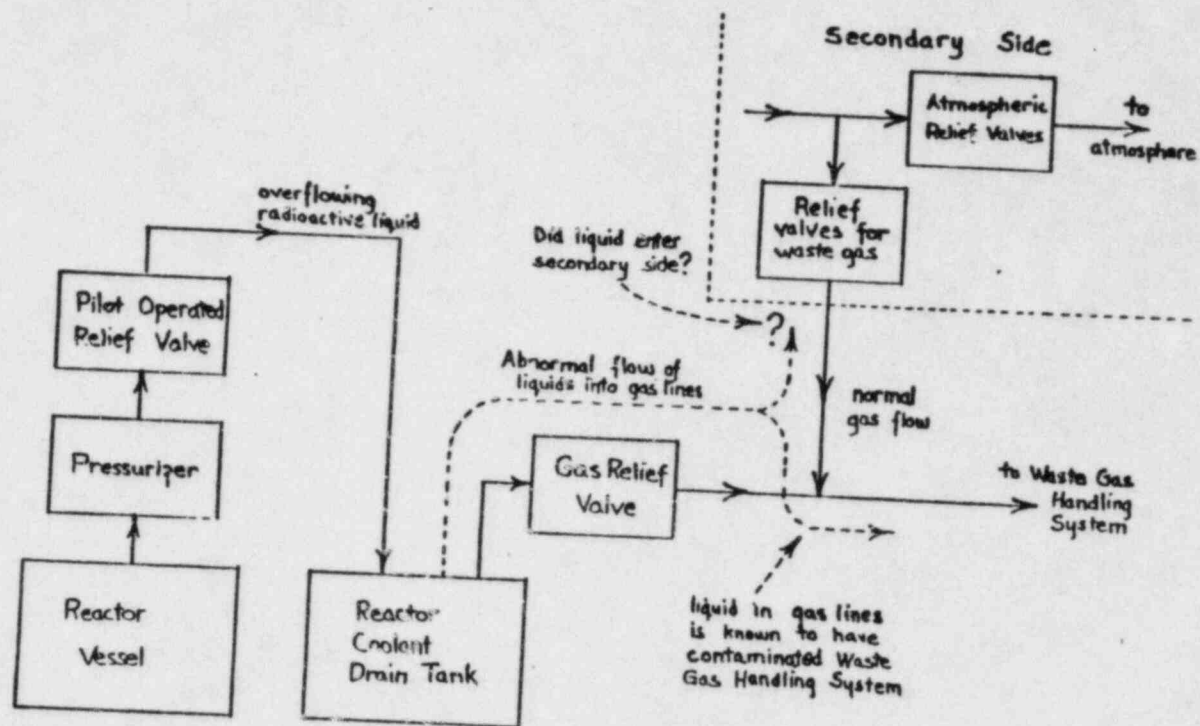 Secondary Side
Atmospheric
Relief Valves
to
atmosphere
overflowing
radioactive liquid
Relief
valves for
waste gas
Did liquid enter
secondary side?
?
Pilot Operated
Relief Valve
Abnormal flow of
liquids into gas lines
normal
gas flow
Pressurizer
Gas Relief
Valve
to Waste Gas
Handling
System
Reactor
Vessel
Reactor
Coolant
Drain Tank
liquid in gas lines
is known to have
contaminated Waste
Gas Handling System